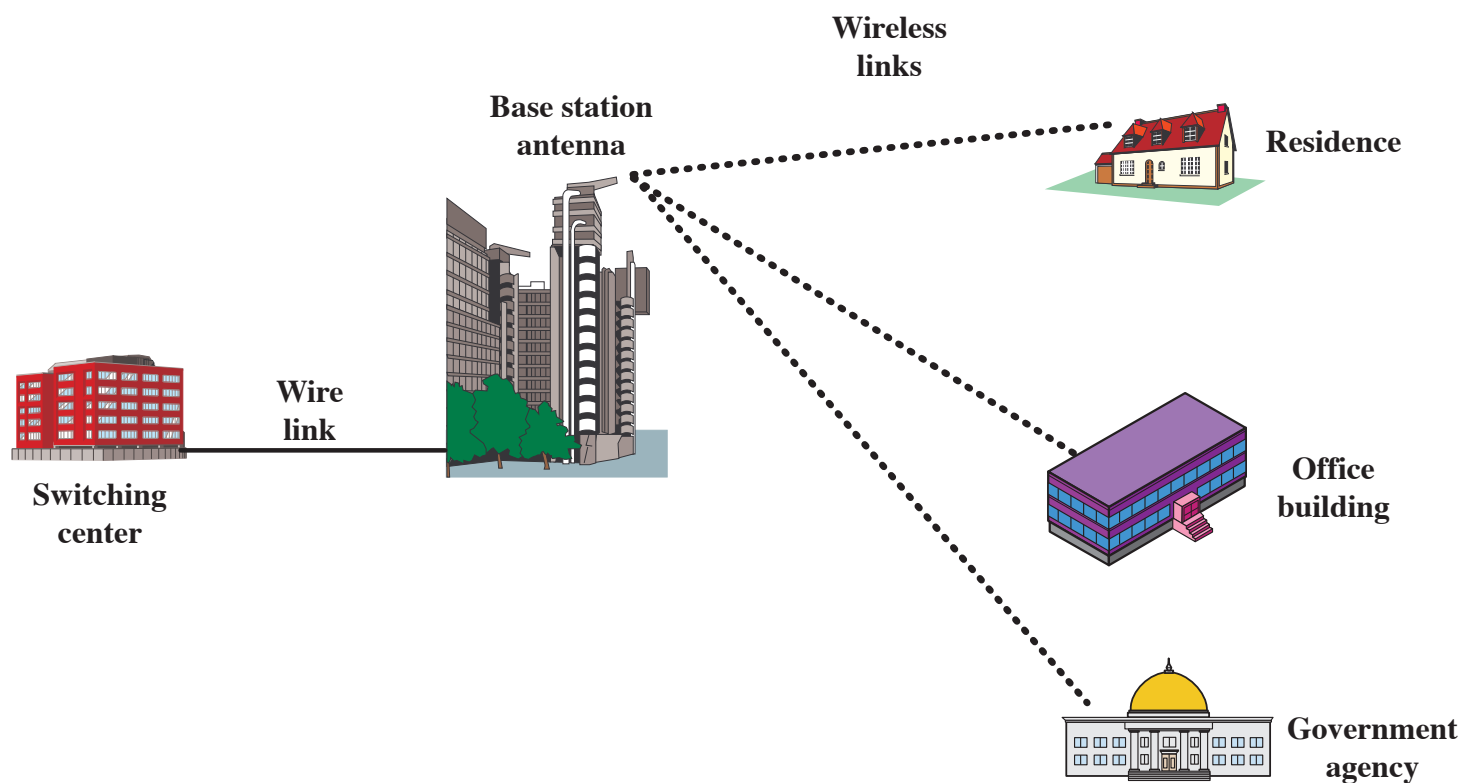 Wireless
links
Base station
antenna
Residence
Wire
link
Office
building
Switching
center
Government
agency